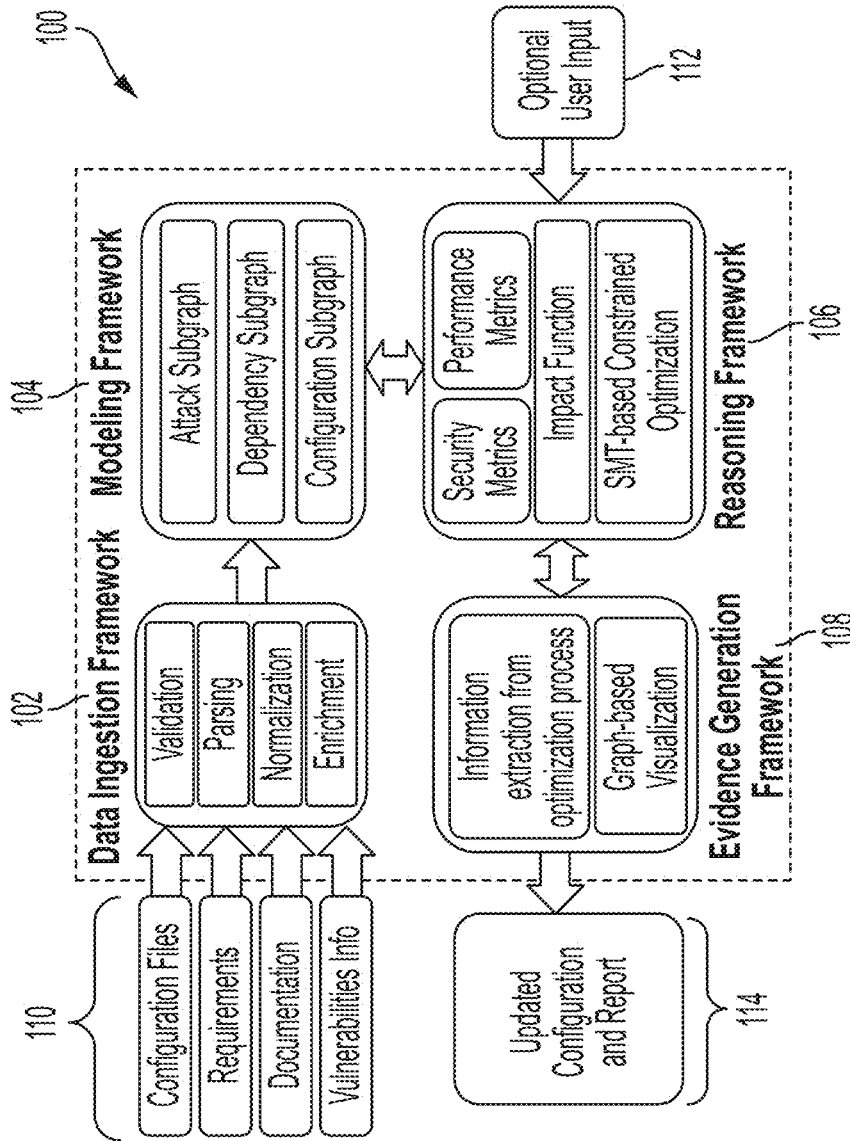 100
110
Configuration Files
Requirements
Documentation
Vulnerabilities Info
102
Data Ingestion Framework
Validation
Parsing
Normalization
Enrichment
104
Modeling Framework
Attack Subgraph
Dependency Subgraph
Configuration Subgraph
Optional
User Input
112
Security
Metrics
Performance
Metrics
Impact Function
SMT-based Constrained
Optimization
Reasoning Framework
106
Information
extraction from
optimization process
Graph-based
Visualization
Evidence Generation
Framework
108
Updated
Configuration
and Report
114